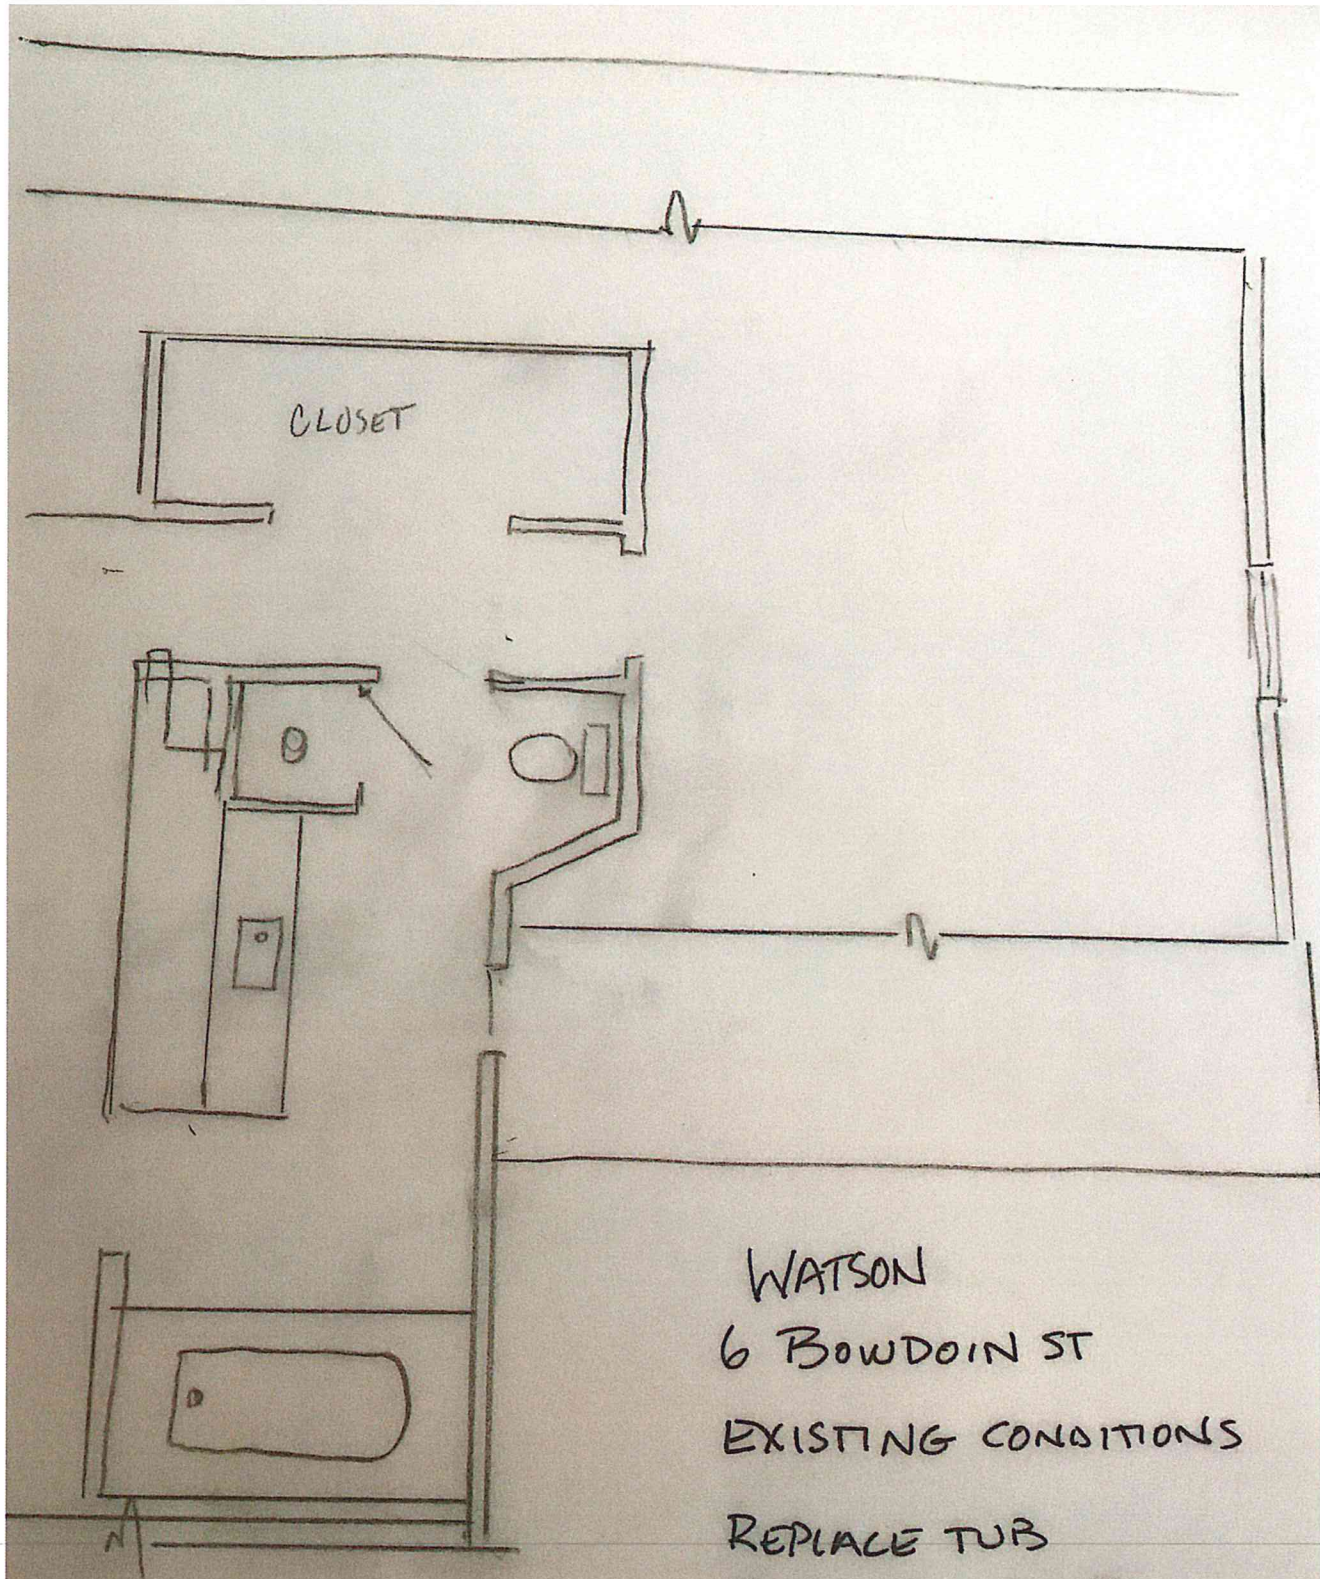 CLOSET
WATSON
6 BOWDOIN ST
EXISTING CONDITIONS
REPLACE TUB